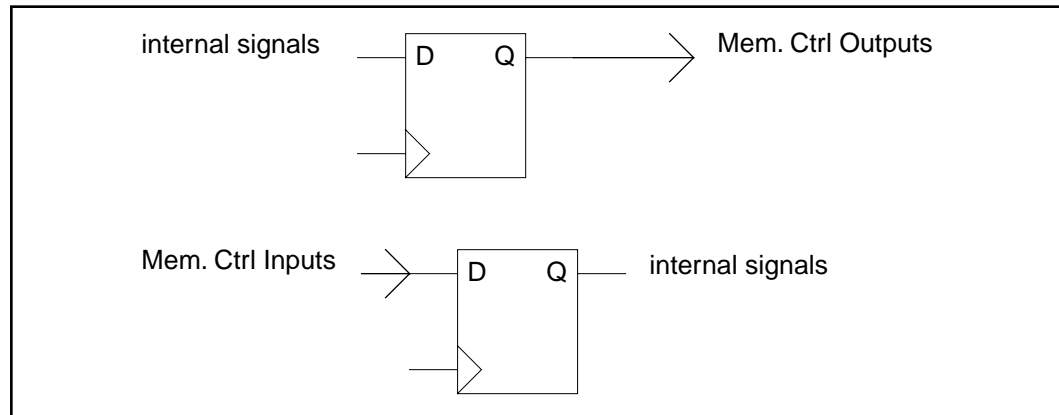 internal signals
D Q
Mem. Ctrl Outputs
Mem. Ctrl Inputs
D Q
internal signals